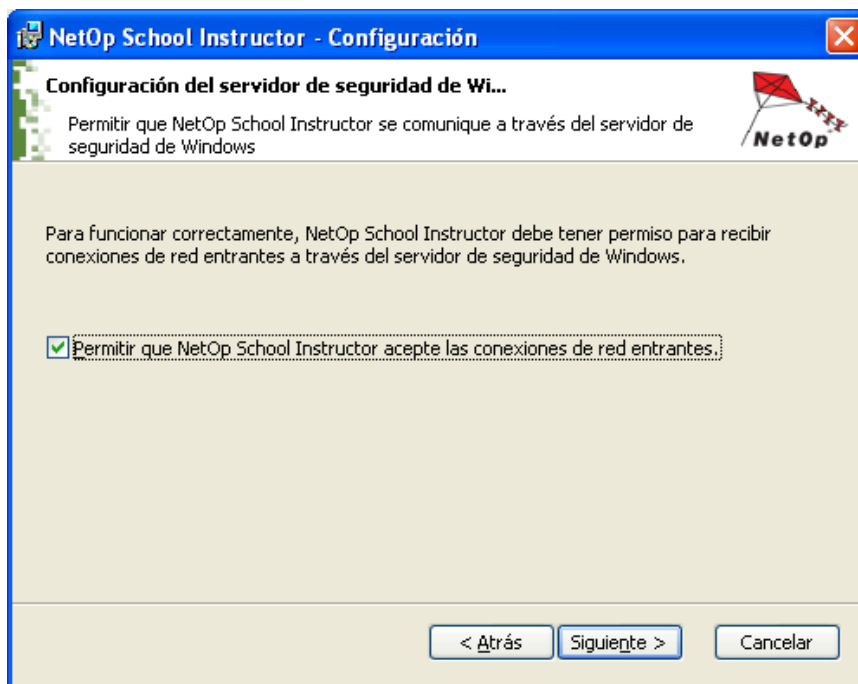 NetOp School Instructor - Configuración
Configuración del servidor de seguridad de Wi...
Permitir que NetOp School Instructor se comunique a través del servidor de
seguridad de Windows
NetOp
Para funcionar correctamente, NetOp School Instructor debe tener permiso para recibir
conexiones de red entrantes a través del servidor de seguridad de Windows.
Permitir que NetOp School Instructor acepte las conexiones de red entrantes.
< Atrás
Siguiente >
Cancelar